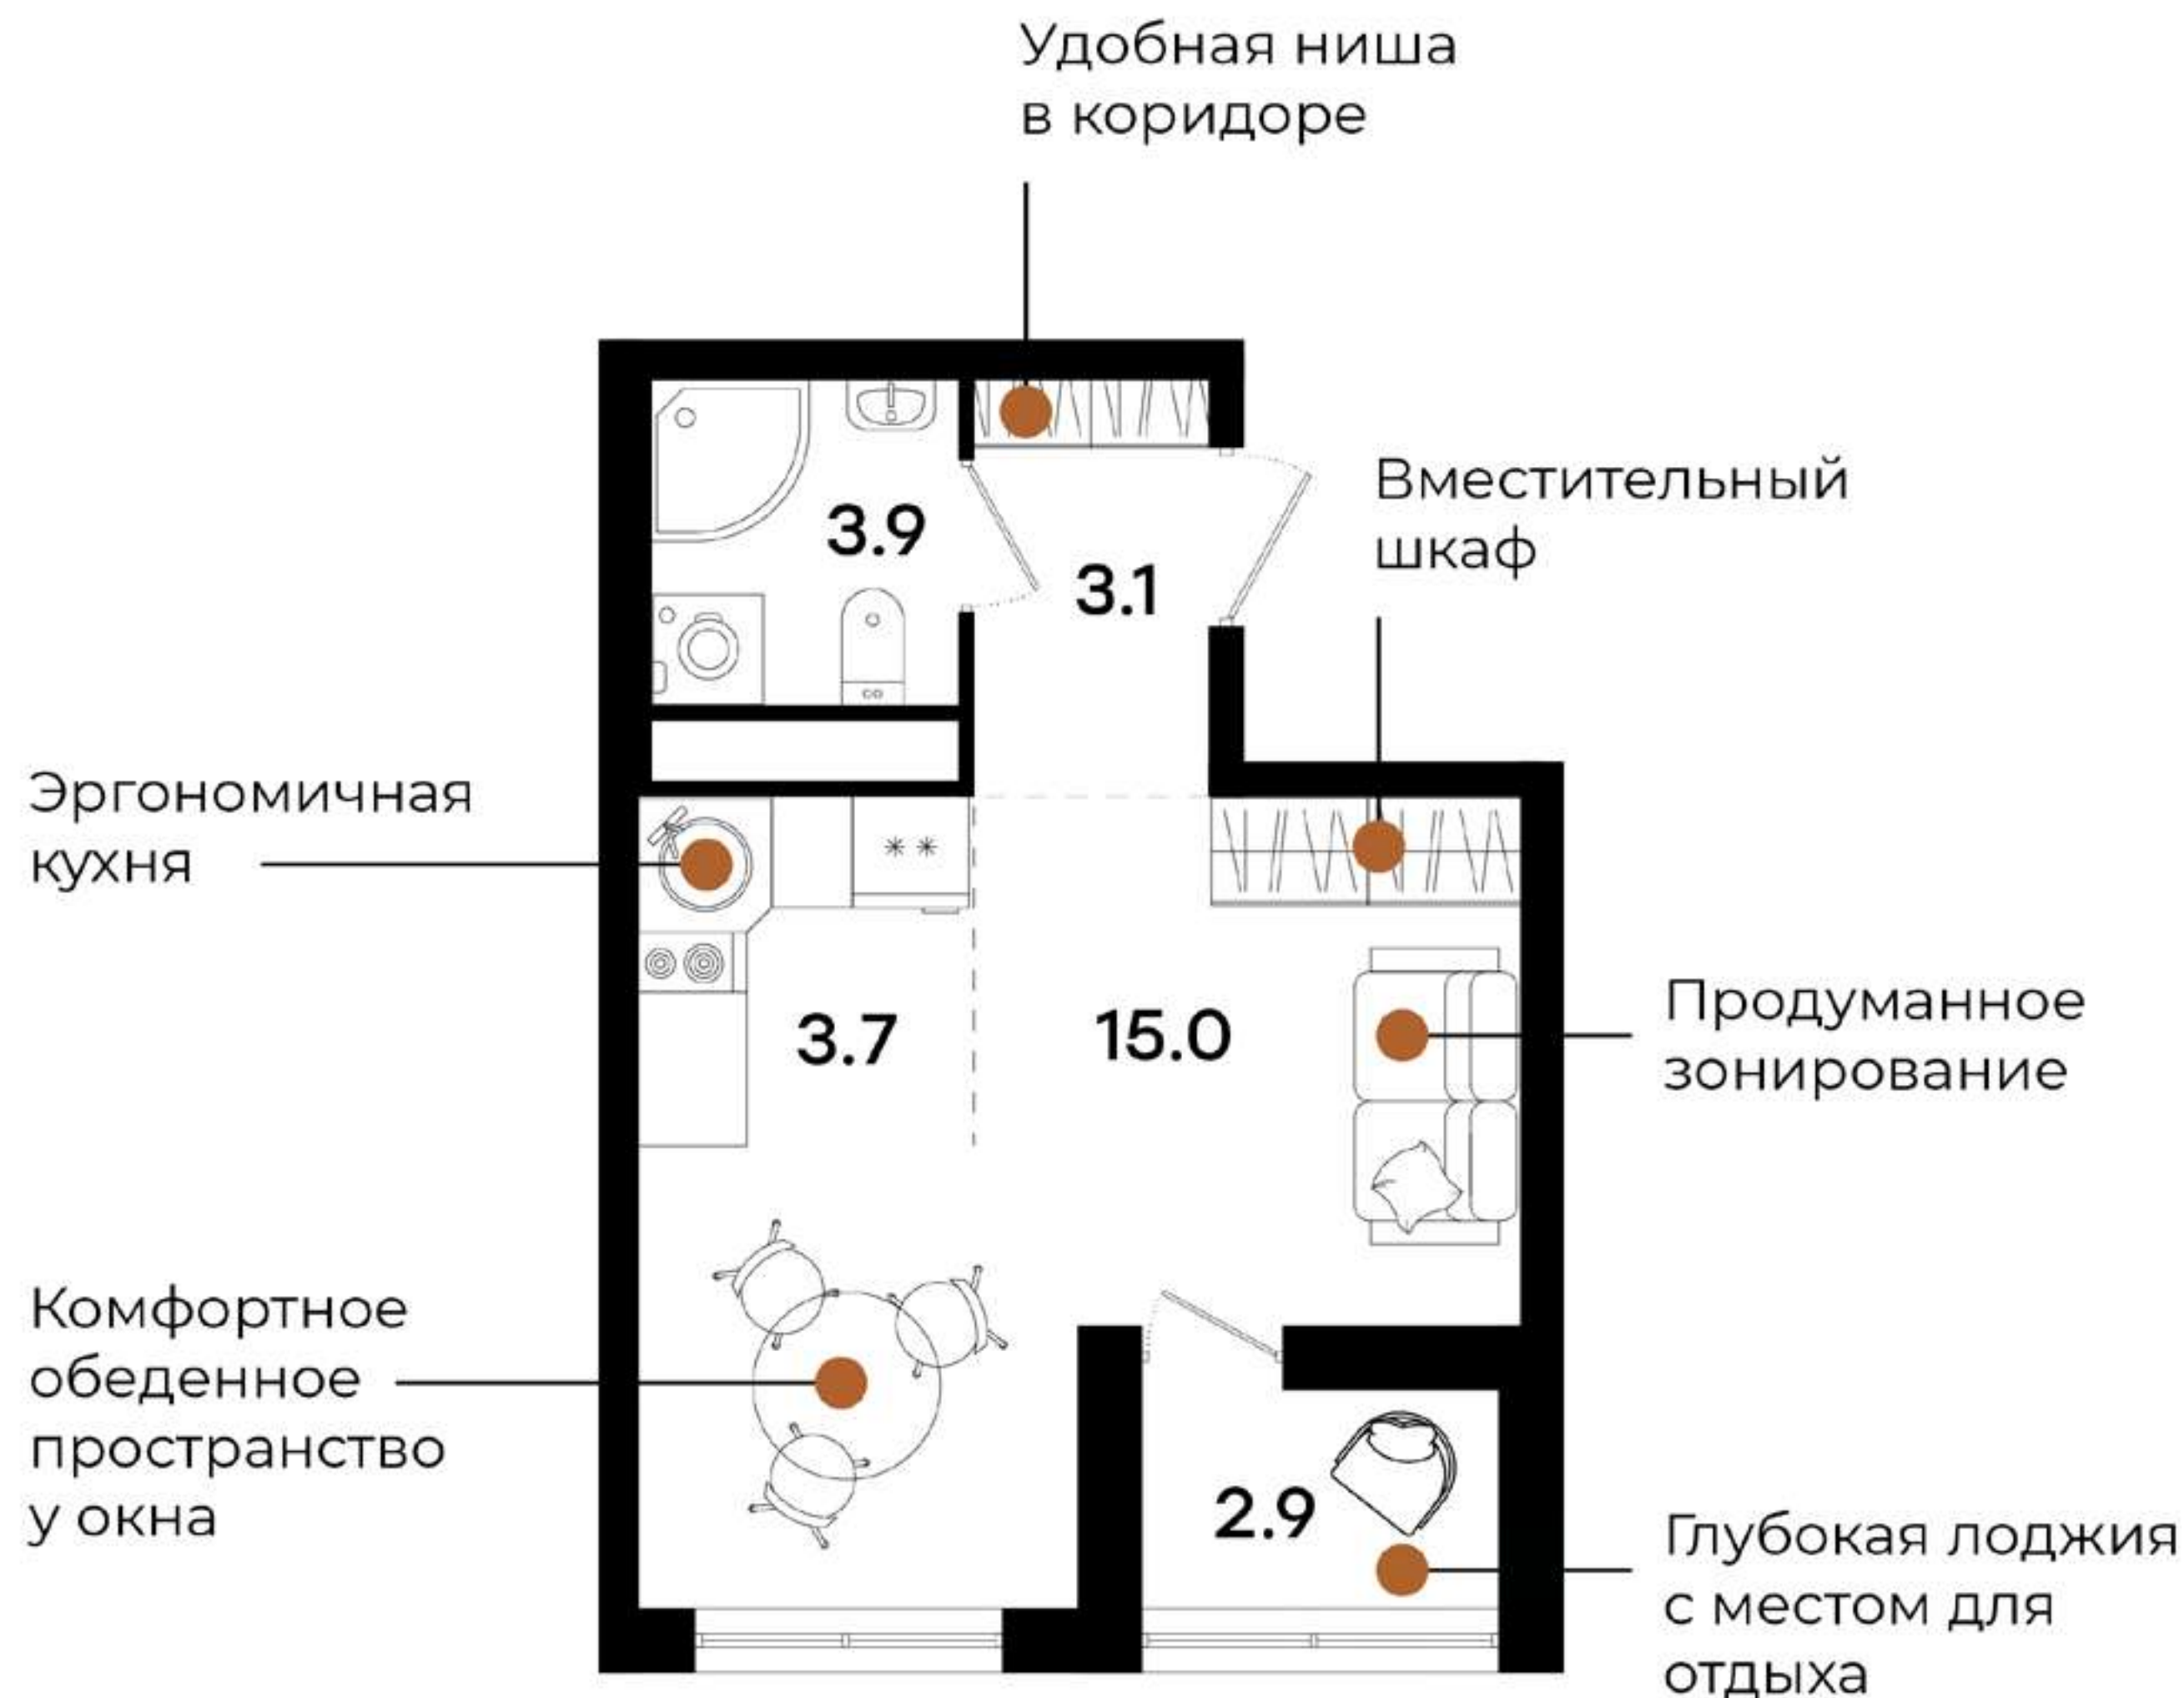 Удобная ниша
в коридоре
Вместительный
шкаф
3.9
3.1
Эргономичная
кухня
3.7
15.0
Продуманное
зонирование
Комфортное
обеденное
пространство
у окна
2.9
Глубокая лоджия
с местом для
отдыха